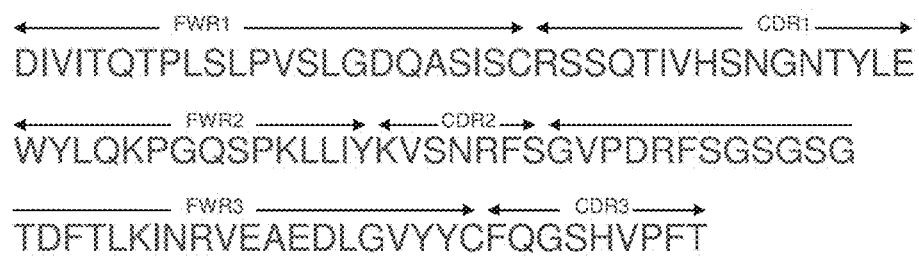 FWR1 CDR1
DIVITQTPLSLPVSLGDQASISCRSSQTIVHSNGNTYLE
FWR2 CDR2
WYLQKPGQSPKLLIYKVSNRFSGVPDRFSGSGSG
FWR3 CDR3
TDFTLKINRVEAEDLGVYYCFQGSHVPFT